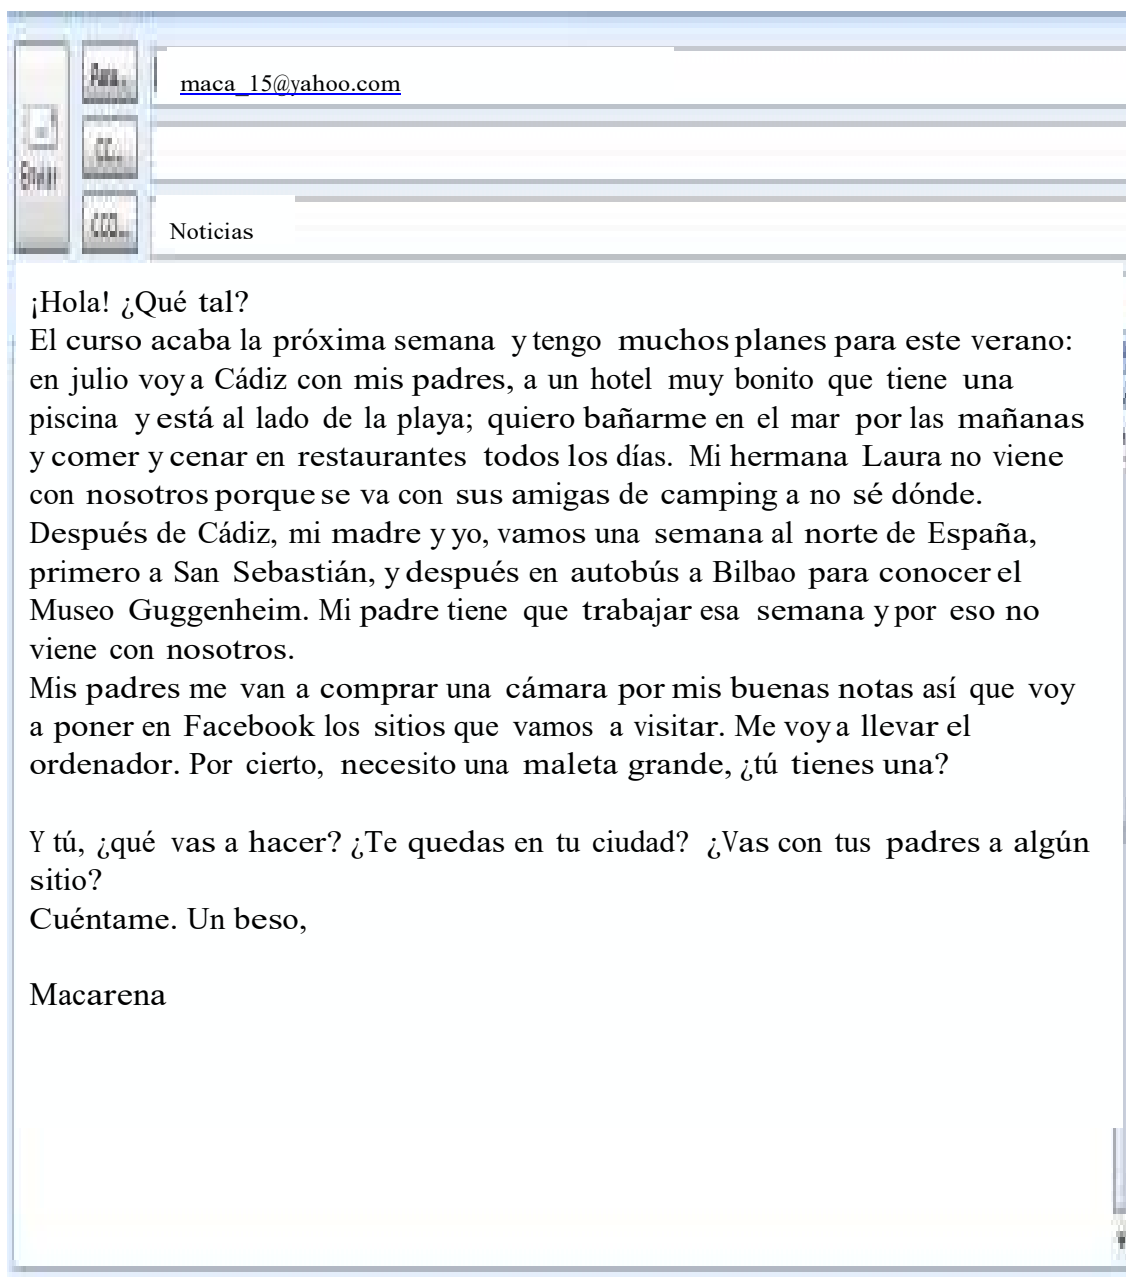 Para...
maca_15@yahoo.com
CC...
Enviar
CCO...
Noticias
¡Hola! ¿Qué tal?
El curso acaba la próxima semana y tengo muchos planes para este verano:
en julio voy a Cádiz con mis padres, a un hotel muy bonito que tiene una
piscina y está al lado de la playa; quiero bañarme en el mar por las mañanas
y comer y cenar en restaurantes todos los días. Mi hermana Laura no viene
con nosotros porque se va con sus amigas de camping a no sé dónde.
Después de Cádiz, mi madre y yo, vamos una semana al norte de España,
primero a San Sebastián, y después en autobús a Bilbao para conocer el
Museo Guggenheim. Mi padre tiene que trabajar esa semana y por eso no
viene con nosotros.
Mis padres me van a comprar una cámara por mis buenas notas así que voy
a poner en Facebook los sitios que vamos a visitar. Me voy a llevar el
ordenador. Por cierto, necesito una maleta grande, ¿tú tienes una?
Y tú, ¿qué vas a hacer? ¿Te quedas en tu ciudad? ¿Vas con tus padres a algún
sitio?
Cuéntame. Un beso,
Macarena